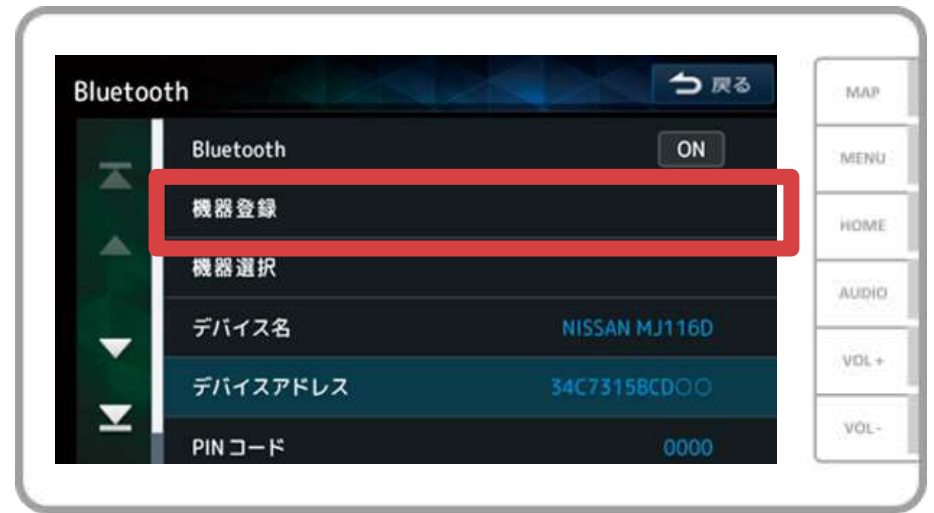 Bluetooth
戻る
Bluetooth
ON
機器登録
機器選択
デバイス名
NISSAN MJ116D
デバイスアドレス
34C7315BCD○○
PINコード
0000
MAP
MENU
HOME
AUDIO
VOL+
VOL-